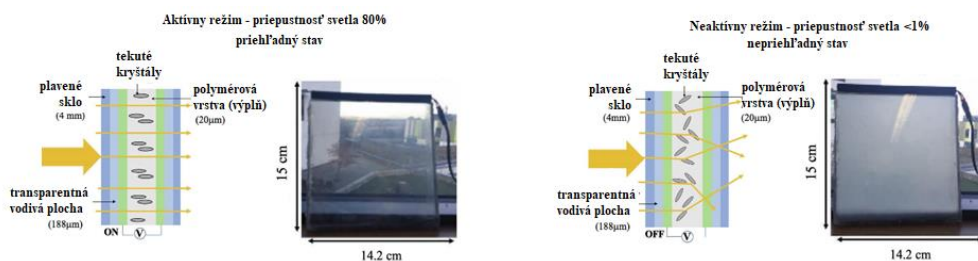 Aktívny režim - priepustnosť svetla 80%
priehľadný stav
tekuté
kryštály
plavené
sklo
(4 mm)
polymérová
vrstva (výplň)
(20μm)
transparentná
vodivá plocha
(188μm)
ON
V
15 cm
14.2 cm
Neaktívny režim - priepustnosť svetla <1%
nepriehľadný stav
tekuté
kryštály
plavené
sklo
(4mm)
polymérová
vrstva (výplň)
(20μm)
transparentná
vodivá plocha
(188μm)
OFF
V
15 cm
14.2 cm